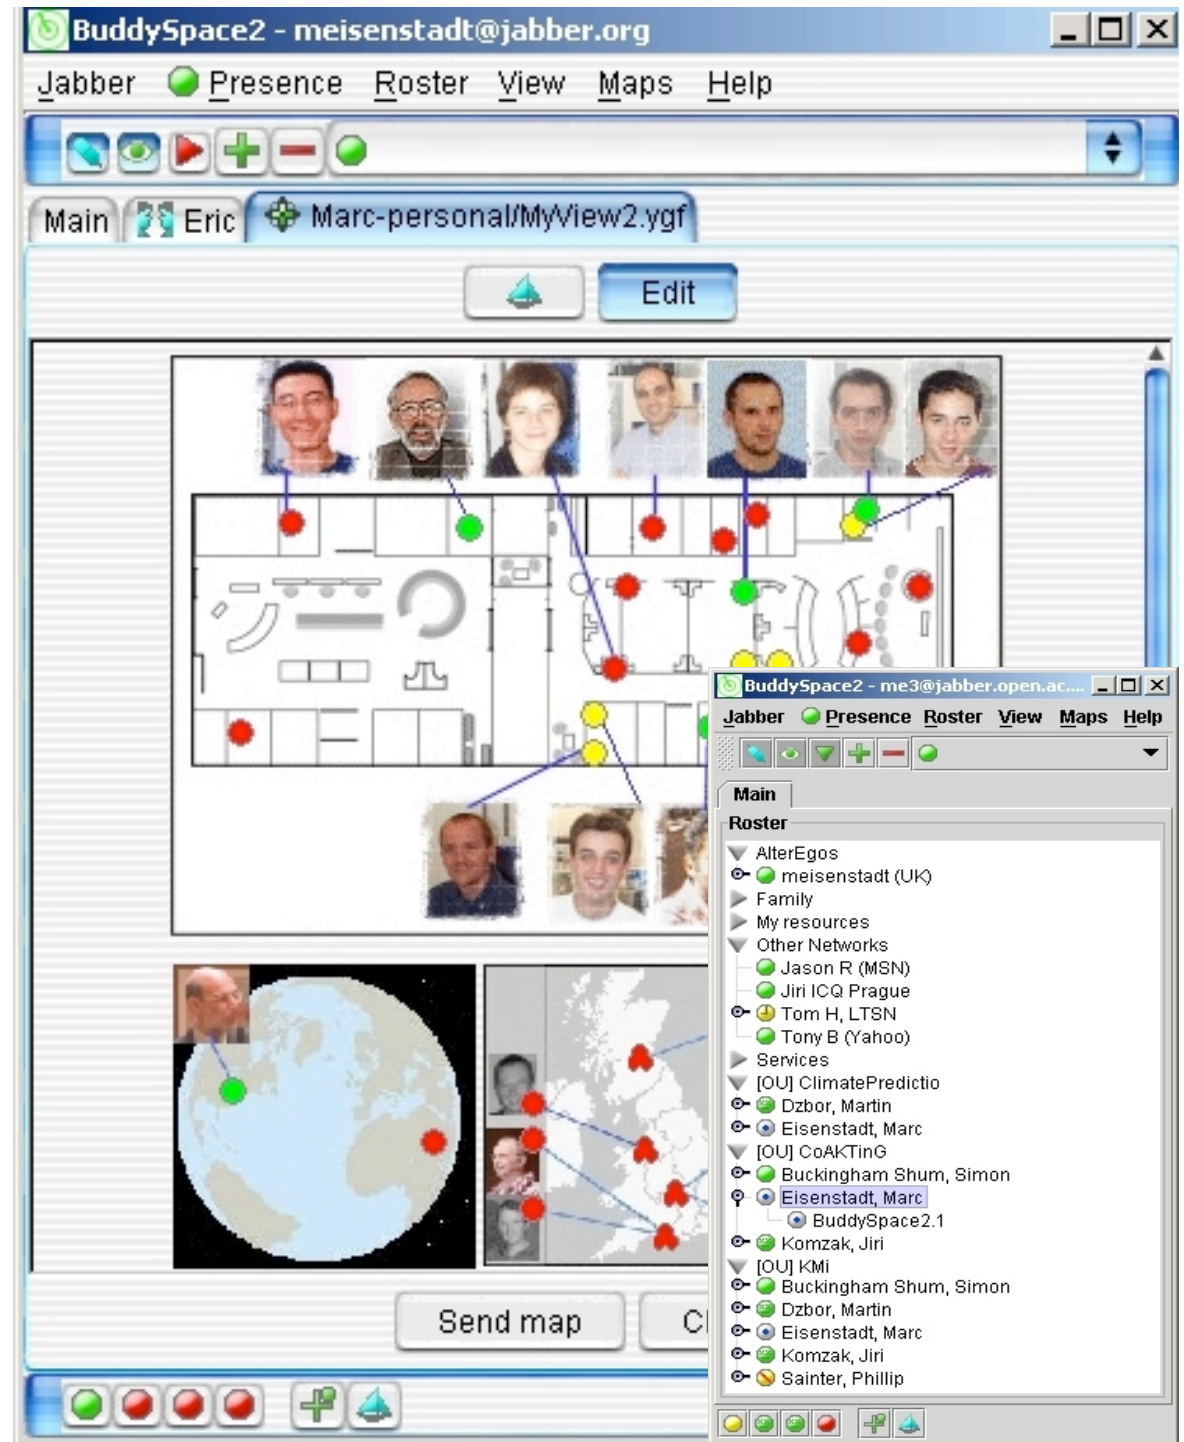 BuddySpace2 - meisenstadt@jabber.org
Jabber Presence Roster View Maps Help
Main Eric Marc-personal/MyView2.ygf
Edit
BuddySpace2 - me3@jabber.open.ac....
Jabber Presence Roster View Maps Help
Main
Roster
AlterEgos
meisenstadt (UK)
Family
My resources
Other Networks
Jason R (MSN)
Jiri ICQ Prague
Tom H, LTSN
Tony B (Yahoo)
Services
[OU] ClimatePredictio
Dzbor, Martin
Eisenstadt, Marc
[OU] CoAKTinG
Buckingham Shum, Simon
Eisenstadt, Marc
BuddySpace2.1
Komzak, Jiri
[OU] KMi
Buckingham Shum, Simon
Dzbor, Martin
Eisenstadt, Marc
Komzak, Jiri
Sainter, Phillip
Send map